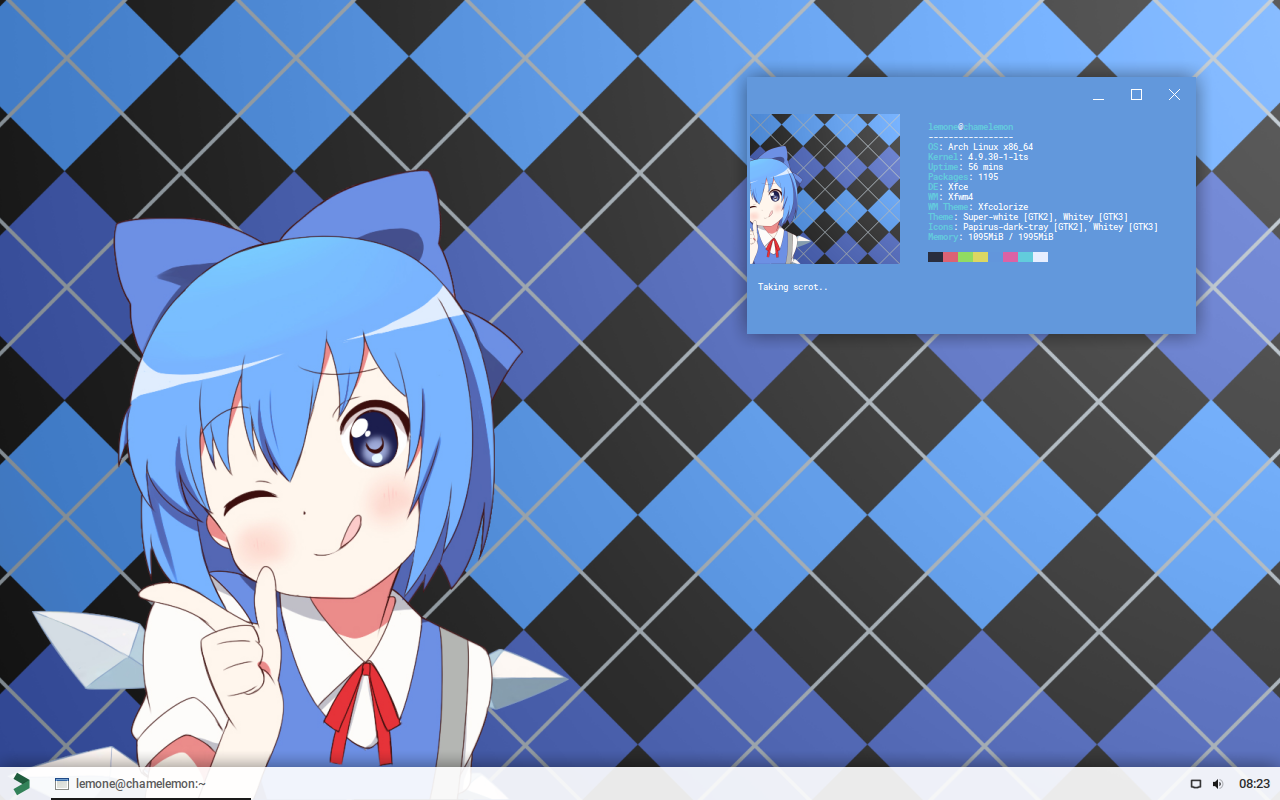 lemone@chamelemon
-----------------
OS: Arch Linux x86_64
Kernel: 4.9.30-1-lts
Uptime: 56 mins
Packages: 1195
DE: Xfce
WM: Xfwm4
WM Theme: Xfcolorize
Theme: Super-white [GTK2], Whitey [GTK3]
Icons: Papirus-dark-tray [GTK2], Whitey [GTK3]
Memory: 1095MiB / 1995MiB
Taking scrot..
lemone@chamelemon:~
08:23